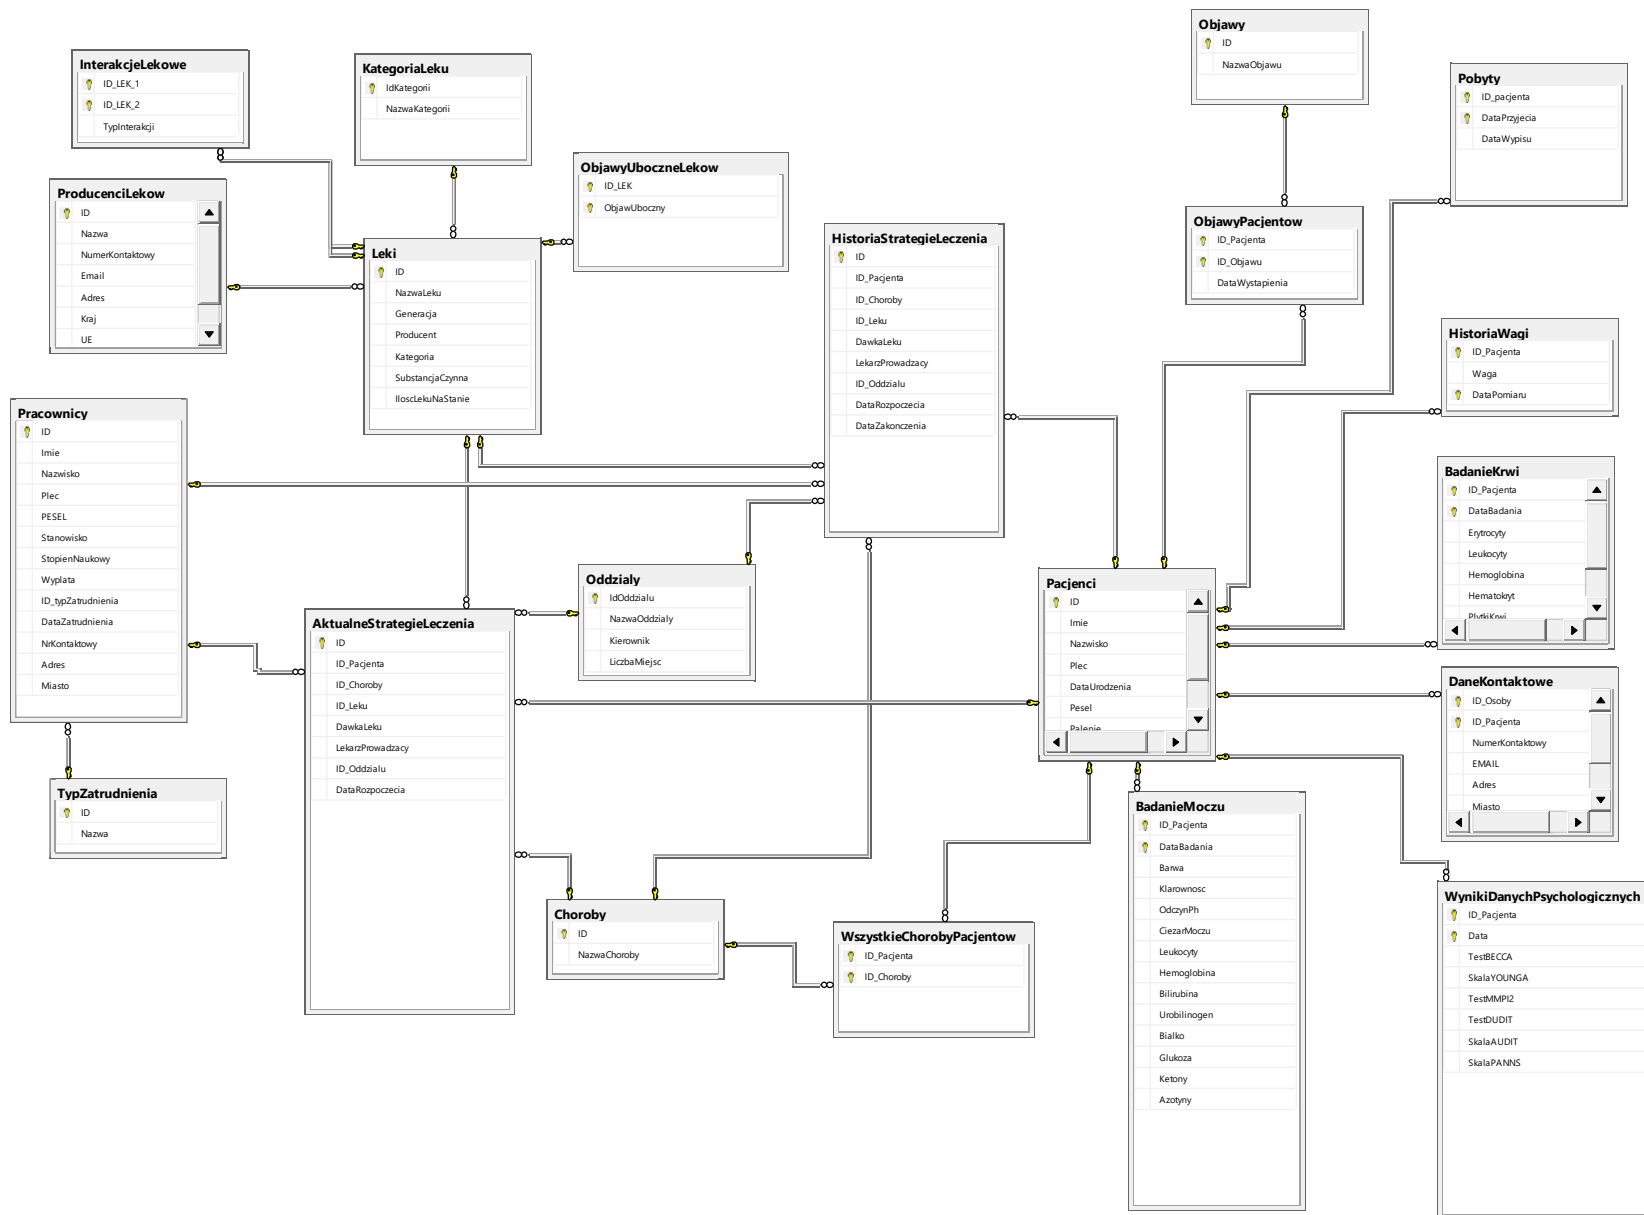 InterakcjeLekowe
ID_LEK_1
ID_LEK_2
TypInterakcji
KategoriaLeku
IdKategorii
NazwaKategorii
Objawy
ID
NazwaObjawu
Pobyty
ID_pacjenta
DataPrzyjecia
DataWypisu
ProducenciLekow
ID
Nazwa
NumerKontaktowy
Email
Adres
Kraj
UE
ObjawyUboczneLekow
ID_LEK
ObjawUboczny
Leki
ID
NazwaLeku
Generacja
Producent
Kategoria
SubstancjaCzynna
IloscLekuNaStanie
HistoriaStrategieLeczenia
ID
ID_Pacjenta
ID_Choroby
ID_Leku
DawkaLeku
LekarzProwadzacy
ID_Oddzialu
DataRozpoczecia
DataZakonczenia
ObjawyPacjentow
ID_Pacjenta
ID_Objawu
DataWystapienia
HistoriaWagi
ID_Pacjenta
Waga
DataPomiaru
Pracownicy
ID
Imie
Nazwisko
Plec
PESEL
Stanowisko
StopienNaukowy
Wyplata
ID_typZatrudnienia
DataZatrudnienia
NrKontaktowy
Adres
Miasto
BadanieKrwi
ID_Pacjenta
DataBadania
Erytrocyty
Leukocyty
Hemoglobina
Hematokryt
PlytkiKrwi
Oddzialy
IdOddzialu
NazwaOddzialy
Kierownik
LiczbaMiejsc
Pacjenci
ID
Imie
Nazwisko
Plec
DataUrodzenia
Pesel
Palenie
AktualneStrategieLeczenia
ID
ID_Pacjenta
ID_Choroby
ID_Leku
DawkaLeku
LekarzProwadzacy
ID_Oddzialu
DataRozpoczecia
DaneKontaktowe
ID_Osoby
ID_Pacjenta
NumerKontaktowy
EMAIL
Adres
Miasto
TypZatrudnienia
ID
Nazwa
BadanieMoczu
ID_Pacjenta
DataBadania
Barwa
Klarownosc
OdczynPh
CiezarMoczu
Leukocyty
Hemoglobina
Bilirubina
Urobilinogen
Bialko
Glukoza
Ketony
Azotyny
Choroby
ID
NazwaChoroby
WszystkieChorobyPacjentow
ID_Pacjenta
ID_Choroby
WynikiDanychPsychologicznych
ID_Pacjenta
Data
TestBECCA
SkalaYOUNGA
TestMMPI2
TestDUDIT
SkalaAUDIT
SkalaPANNS